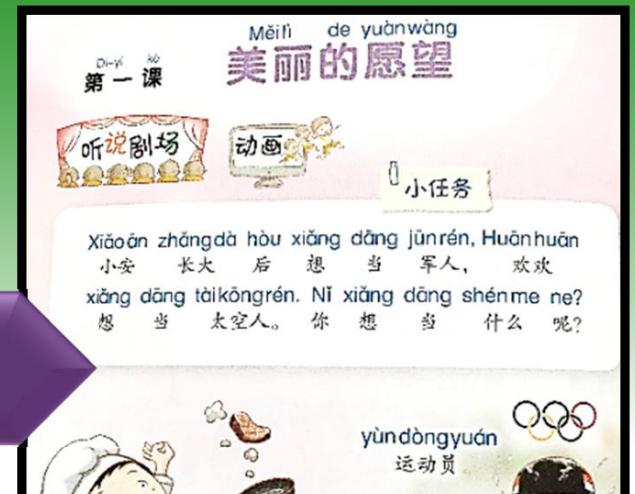 Měilì de yuànwàng
美丽的愿望
Dì-yī kè
第一课
听说剧场
动画
小任务
Xiǎo'ān zhǎngdà hòu xiǎng dāng jūnrén, Huānhuān
小安 长大 后 想 当 军人， 欢欢
xiǎng dāng tàikōngrén. Nǐ xiǎng dāng shénme ne?
想 当 太空人。 你 想 当 什么 呢？
yùndòngyuán
运动员